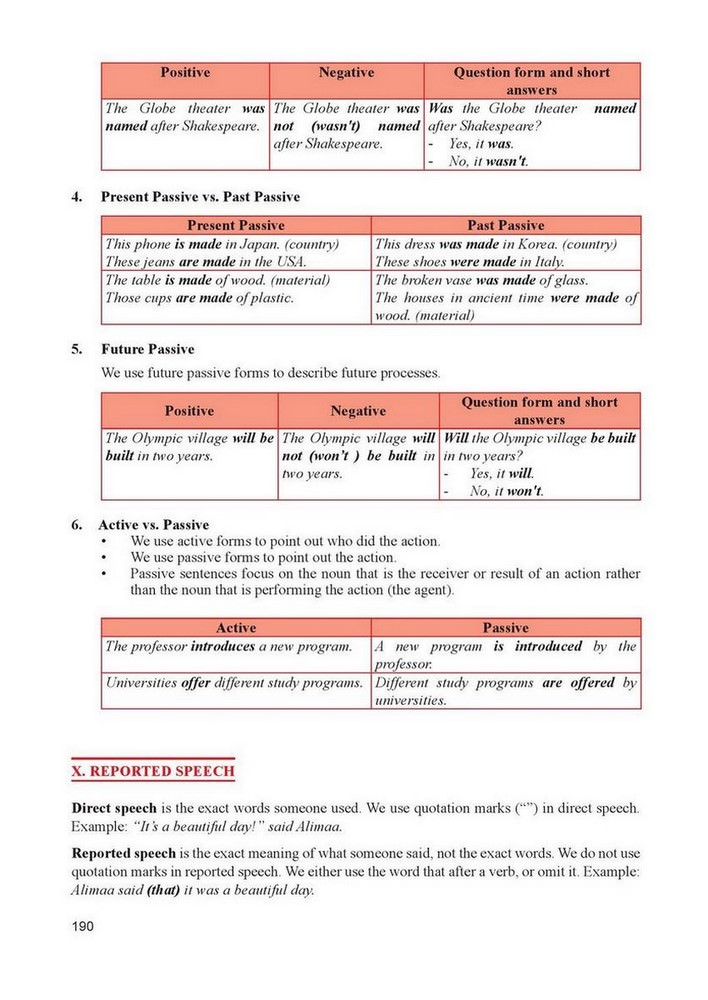 Positive Negative Question form and short
answers
The Globe theater was The Globe theater was Was the Globe theater named
named after Shakespeare. not (wasn't) named after Shakespeare?
after Shakespeare. - Yes, it was.
- No, it wasn't.
4. Present Passive vs. Past Passive
Present Passive Past Passive
This phone is made in Japan. (country) This dress was made in Korea. (country)
These jeans are made in the USA. These shoes were made in Italy.
The table is made of wood. (material) The broken vase was made of glass.
Those cups are made of plastic. The houses in ancient time were made of
wood. (material)
5. Future Passive
We use future passive forms to describe future processes.
Positive Negative Question form and short
answers
The Olympic village will be The Olympic village will Will the Olympic village be built
built in two years. not (won't ) be built in in two years?
two years. - Yes, it will.
- No, it won't.
6. Active vs. Passive
• We use active forms to point out who did the action.
• We use passive forms to point out the action.
• Passive sentences focus on the noun that is the receiver or result of an action rather
than the noun that is performing the action (the agent).
Active Passive
The professor introduces a new program. A new program is introduced by the
professor.
Universities offer different study programs. Different study programs are offered by
universities.
X. REPORTED SPEECH
Direct speech is the exact words someone used. We use quotation marks (“”) in direct speech.
Example: “It's a beautiful day!” said Alimaa.
Reported speech is the exact meaning of what someone said, not the exact words. We do not use
quotation marks in reported speech. We either use the word that after a verb, or omit it. Example:
Alimaa said (that) it was a beautiful day.
190